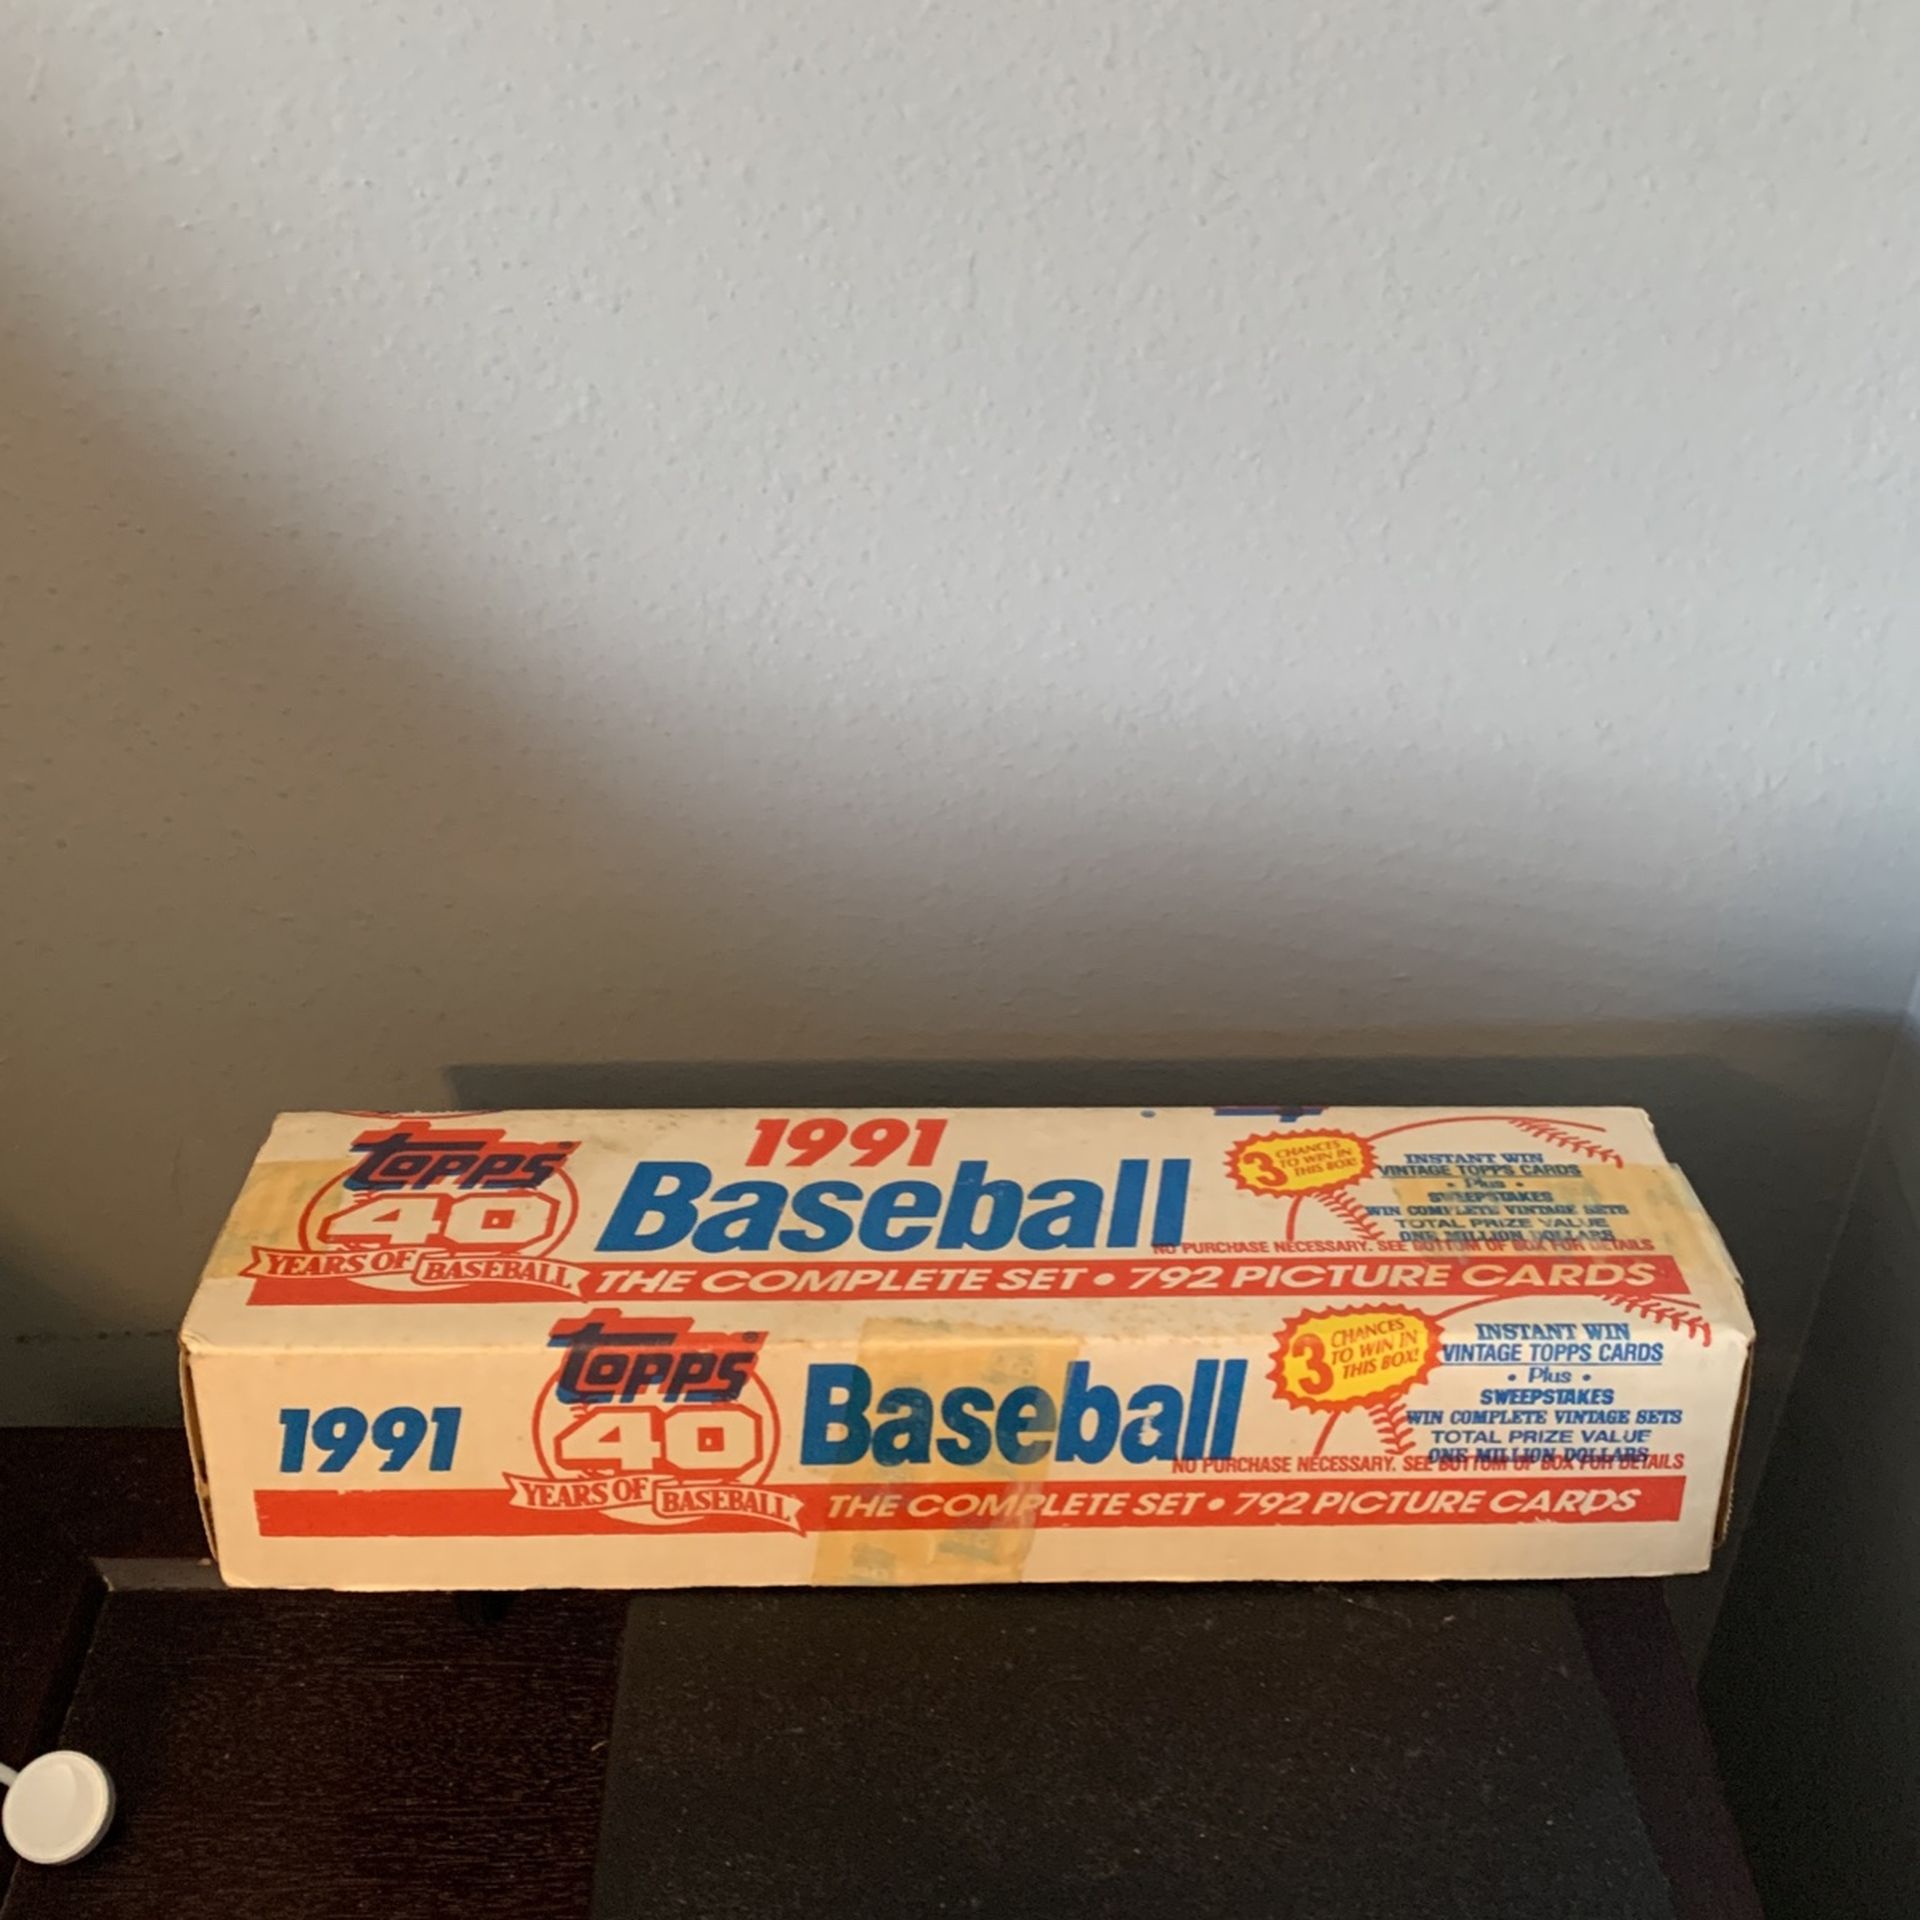 1991
topps
40
YEARS OF BASEBALL
Baseball
3 CHANCES
TO WIN IN
THIS BOX!
INSTANT WIN
VINTAGE TOPPS CARDS
• Plus •
SWEEPSTAKES
WIN COMPLETE VINTAGE SETS
TOTAL PRIZE VALUE
ONE MILLION DOLLARS
NO PURCHASE NECESSARY. SEE BOTTOM OF BOX FOR DETAILS
THE COMPLETE SET • 792 PICTURE CARDS
1991
topps
40
YEARS OF BASEBALL
Baseball
3 CHANCES
TO WIN IN
THIS BOX!
INSTANT WIN
VINTAGE TOPPS CARDS
• Plus •
SWEEPSTAKES
WIN COMPLETE VINTAGE SETS
TOTAL PRIZE VALUE
ONE MILLION DOLLARS
NO PURCHASE NECESSARY. SEE BOTTOM OF BOX FOR DETAILS
THE COMPLETE SET • 792 PICTURE CARDS